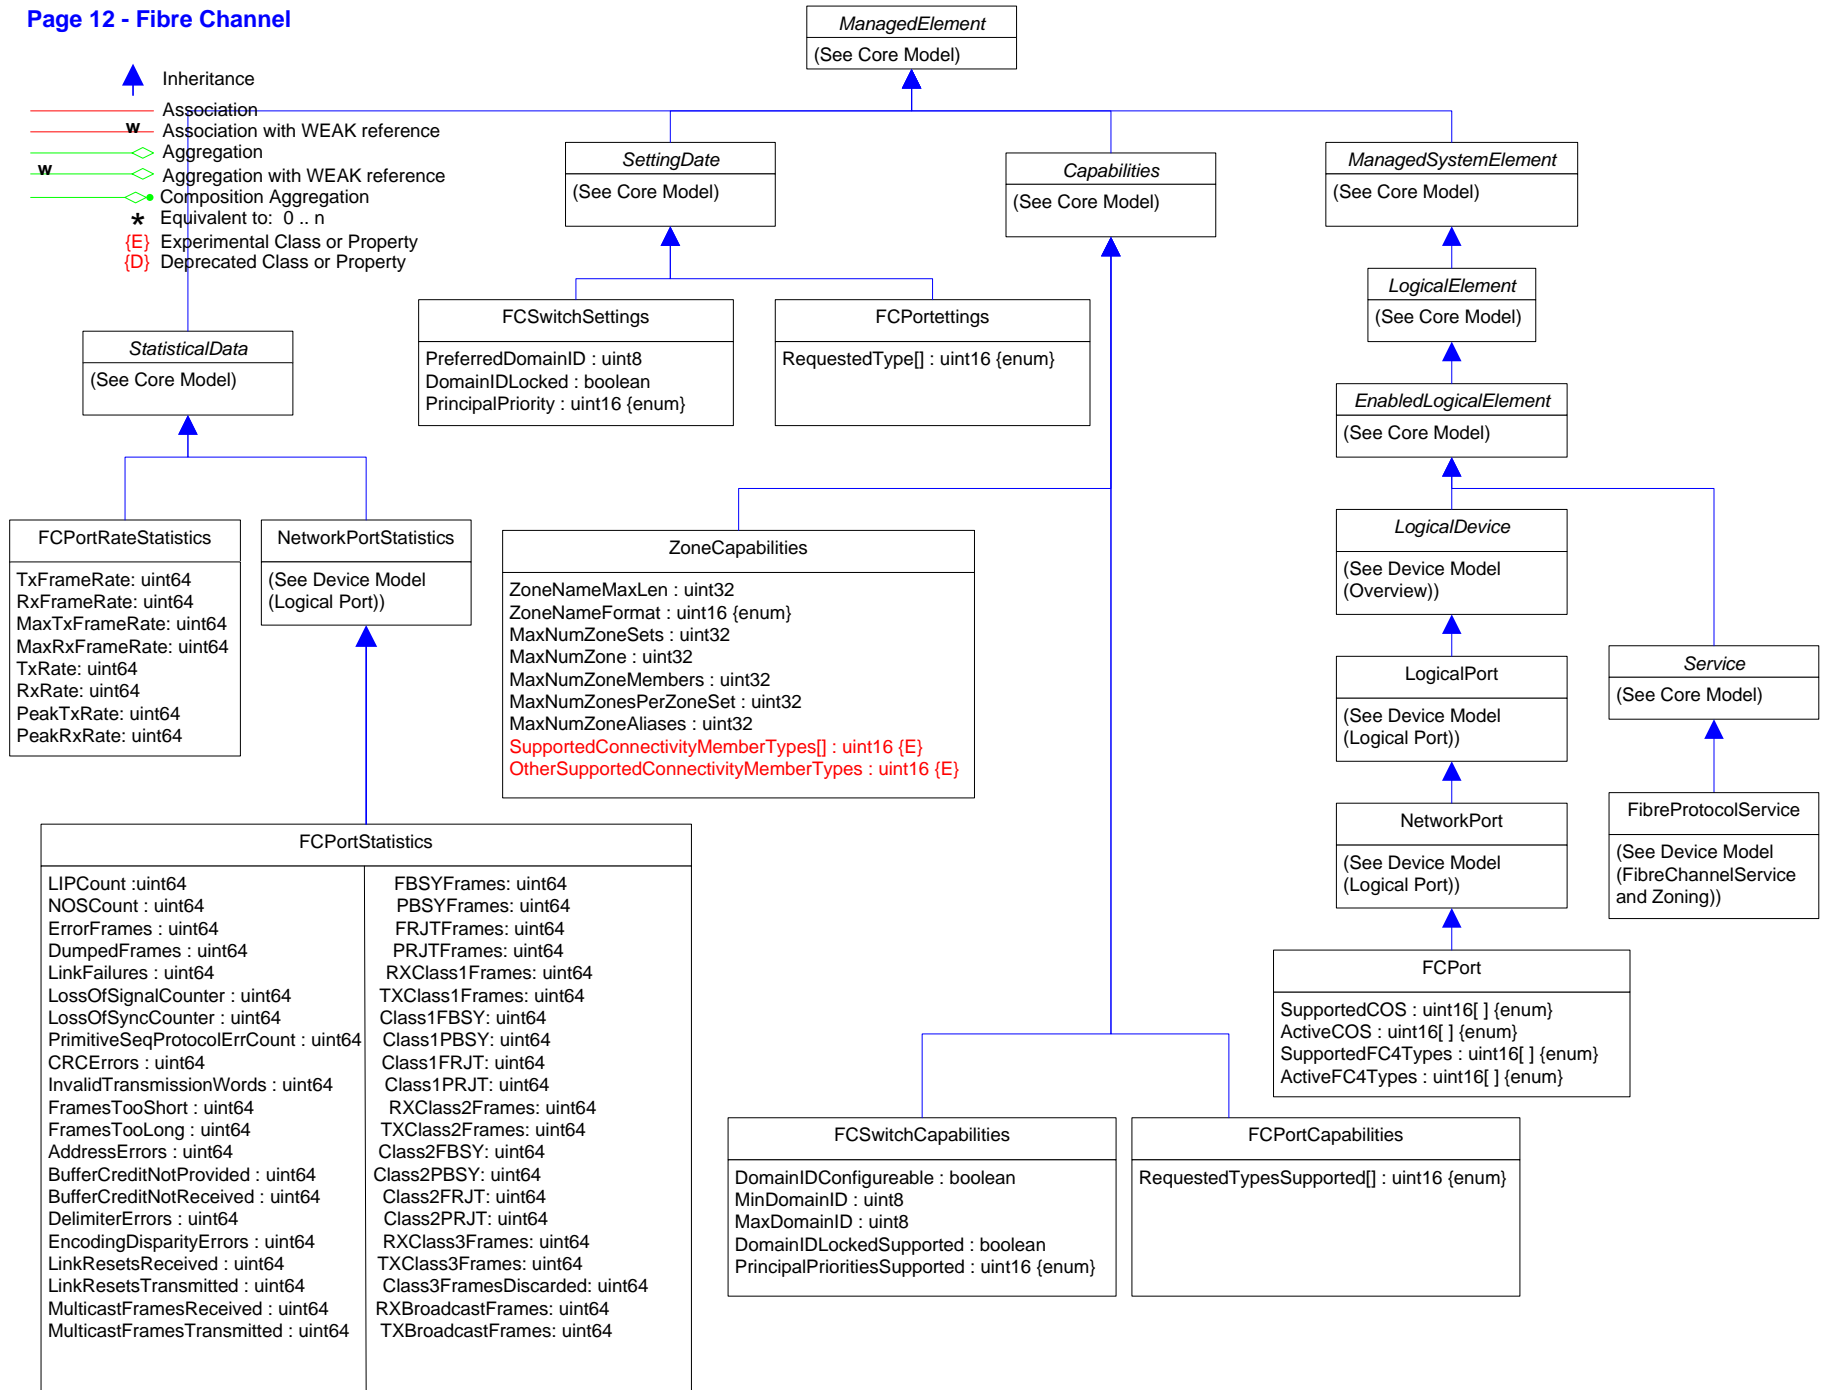 Page 12 - Fibre Channel
Inheritance
Association
w
Association with WEAK reference
Aggregation
w
Aggregation with WEAK reference
Composition Aggregation
* Equivalent to: 0 .. n
{E} Experimental Class or Property
{D} Deprecated Class or Property
ManagedElement
(See Core Model)
SettingDate
(See Core Model)
Capabilities
(See Core Model)
ManagedSystemElement
(See Core Model)
LogicalElement
(See Core Model)
FCSwitchSettings
PreferredDomainID : uint8
DomainIDLocked : boolean
PrincipalPriority : uint16 {enum}
FCPortettings
RequestedType[] : uint16 {enum}
StatisticalData
(See Core Model)
EnabledLogicalElement
(See Core Model)
FCPortRateStatistics
TxFrameRate: uint64
RxFrameRate: uint64
MaxTxFrameRate: uint64
MaxRxFrameRate: uint64
TxRate: uint64
RxRate: uint64
PeakTxRate: uint64
PeakRxRate: uint64
NetworkPortStatistics
(See Device Model
(Logical Port))
ZoneCapabilities
ZoneNameMaxLen : uint32
ZoneNameFormat : uint16 {enum}
MaxNumZoneSets : uint32
MaxNumZone : uint32
MaxNumZoneMembers : uint32
MaxNumZonesPerZoneSet : uint32
MaxNumZoneAliases : uint32
SupportedConnectivityMemberTypes[] : uint16 {E}
OtherSupportedConnectivityMemberTypes : uint16 {E}
LogicalDevice
(See Device Model
(Overview))
LogicalPort
(See Device Model
(Logical Port))
Service
(See Core Model)
NetworkPort
(See Device Model
(Logical Port))
FibreProtocolService
(See Device Model
(FibreChannelService
and Zoning))
FCPort
SupportedCOS : uint16[ ] {enum}
ActiveCOS : uint16[ ] {enum}
SupportedFC4Types : uint16[ ] {enum}
ActiveFC4Types : uint16[ ] {enum}
FCPortStatistics
LIPCount :uint64
NOSCount : uint64
ErrorFrames : uint64
DumpedFrames : uint64
LinkFailures : uint64
LossOfSignalCounter : uint64
LossOfSyncCounter : uint64
PrimitiveSeqProtocolErrCount : uint64
CRCErrors : uint64
InvalidTransmissionWords : uint64
FramesTooShort : uint64
FramesTooLong : uint64
AddressErrors : uint64
BufferCreditNotProvided : uint64
BufferCreditNotReceived : uint64
DelimiterErrors : uint64
EncodingDisparityErrors : uint64
LinkResetsReceived : uint64
LinkResetsTransmitted : uint64
MulticastFramesReceived : uint64
MulticastFramesTransmitted : uint64
FBSYFrames: uint64
PBSYFrames: uint64
FRJTFrames: uint64
PRJTFrames: uint64
RXClass1Frames: uint64
TXClass1Frames: uint64
Class1FBSY: uint64
Class1PBSY: uint64
Class1FRJT: uint64
Class1PRJT: uint64
RXClass2Frames: uint64
TXClass2Frames: uint64
Class2FBSY: uint64
Class2PBSY: uint64
Class2FRJT: uint64
Class2PRJT: uint64
RXClass3Frames: uint64
TXClass3Frames: uint64
Class3FramesDiscarded: uint64
RXBroadcastFrames: uint64
TXBroadcastFrames: uint64
FCSwitchCapabilities
DomainIDConfigureable : boolean
MinDomainID : uint8
MaxDomainID : uint8
DomainIDLockedSupported : boolean
PrincipalPrioritiesSupported : uint16 {enum}
FCPortCapabilities
RequestedTypesSupported[] : uint16 {enum}